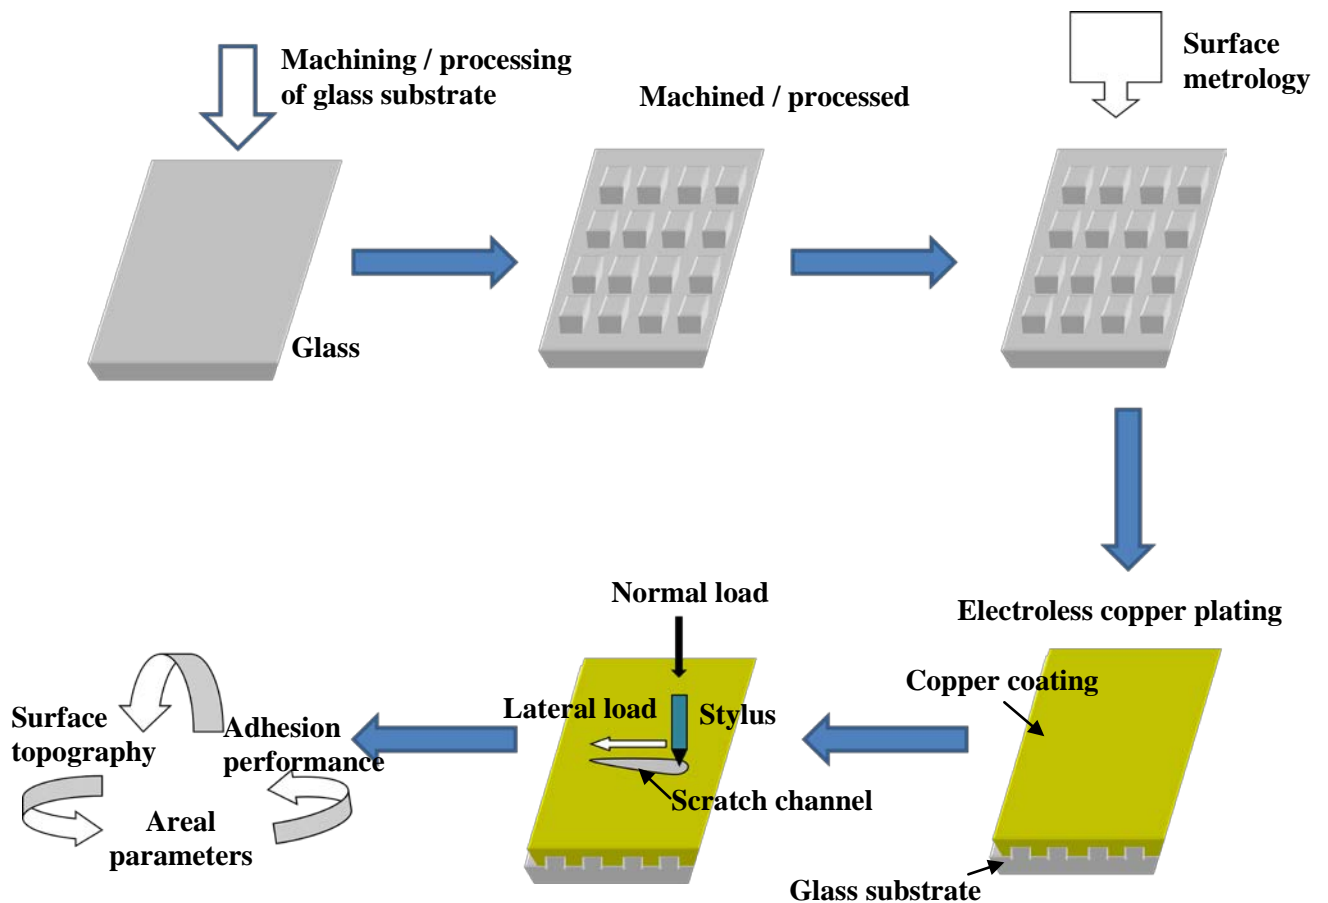 Machining / processing
of glass substrate
Machined / processed
Surface
metrology
Glass
Electroless copper plating
Copper coating
Glass substrate
Normal load
Lateral load
Stylus
Scratch channel
Adhesion
performance
Surface
topography
Areal
parameters